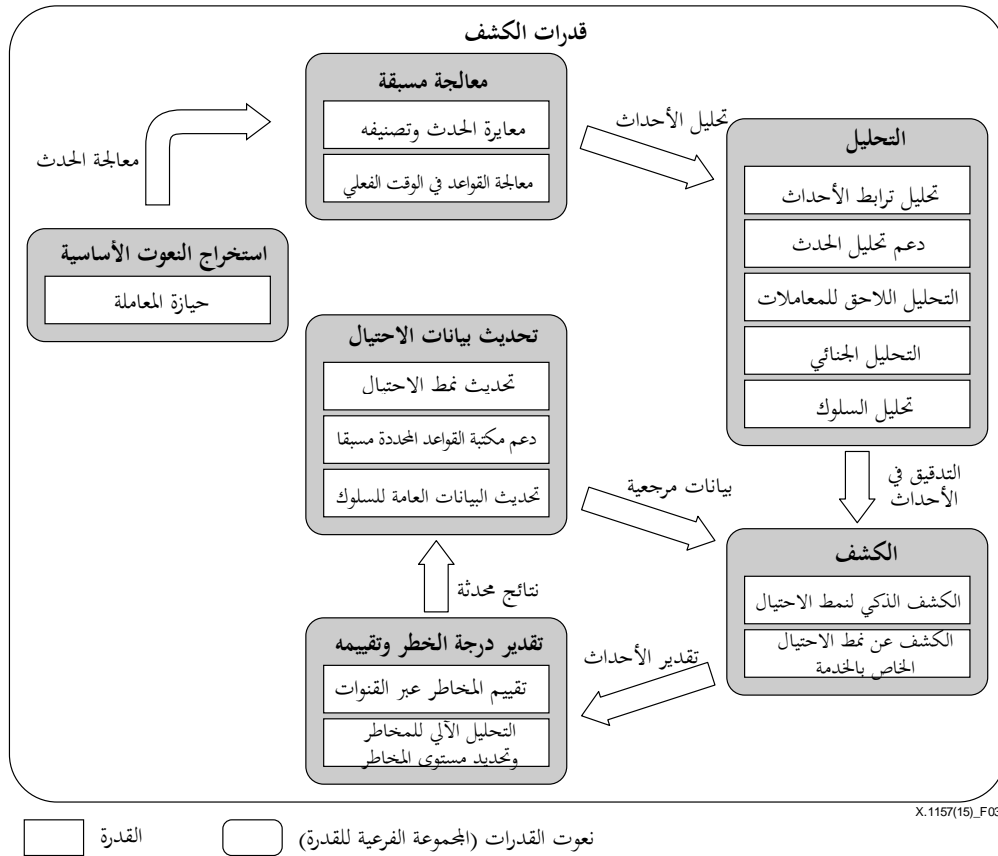 قدرات الكشف
معالجة مسبقة
معايرة الحدث وتصنيفه
معالجة القواعد في الوقت الفعلي
معالجة الحدث
تحليل الأحداث
استخراج النعوت الأساسية
حيازة المعاملة
التحليل
تحليل ترابط الأحداث
دعم تحليل الحدث
التحليل اللاحق للمعاملات
التحليل الجنائي
تحليل السلوك
تحديث بيانات الاحتيال
تحديث نمط الاحتيال
دعم مكتبة القواعد المحددة مسبقا
تحديث البيانات العامة للسلوك
بيانات مرجعية
التدقيق في
الأحداث
الكشف
الكشف الذكي لنمط الاحتيال
الكشف عن نمط الاحتيال
الخاص بالخدمة
نتائج محدثة
تقدير الأحداث
تقدير درجة الخطر وتقييمه
تقييم المخاطر عبر القنوات
التحليل الآلي للمخاطر
وتحديد مستوى المخاطر
X.1157(15)_F03
نعوت القدرات (المجموعة الفرعية للقدرة)
القدرة